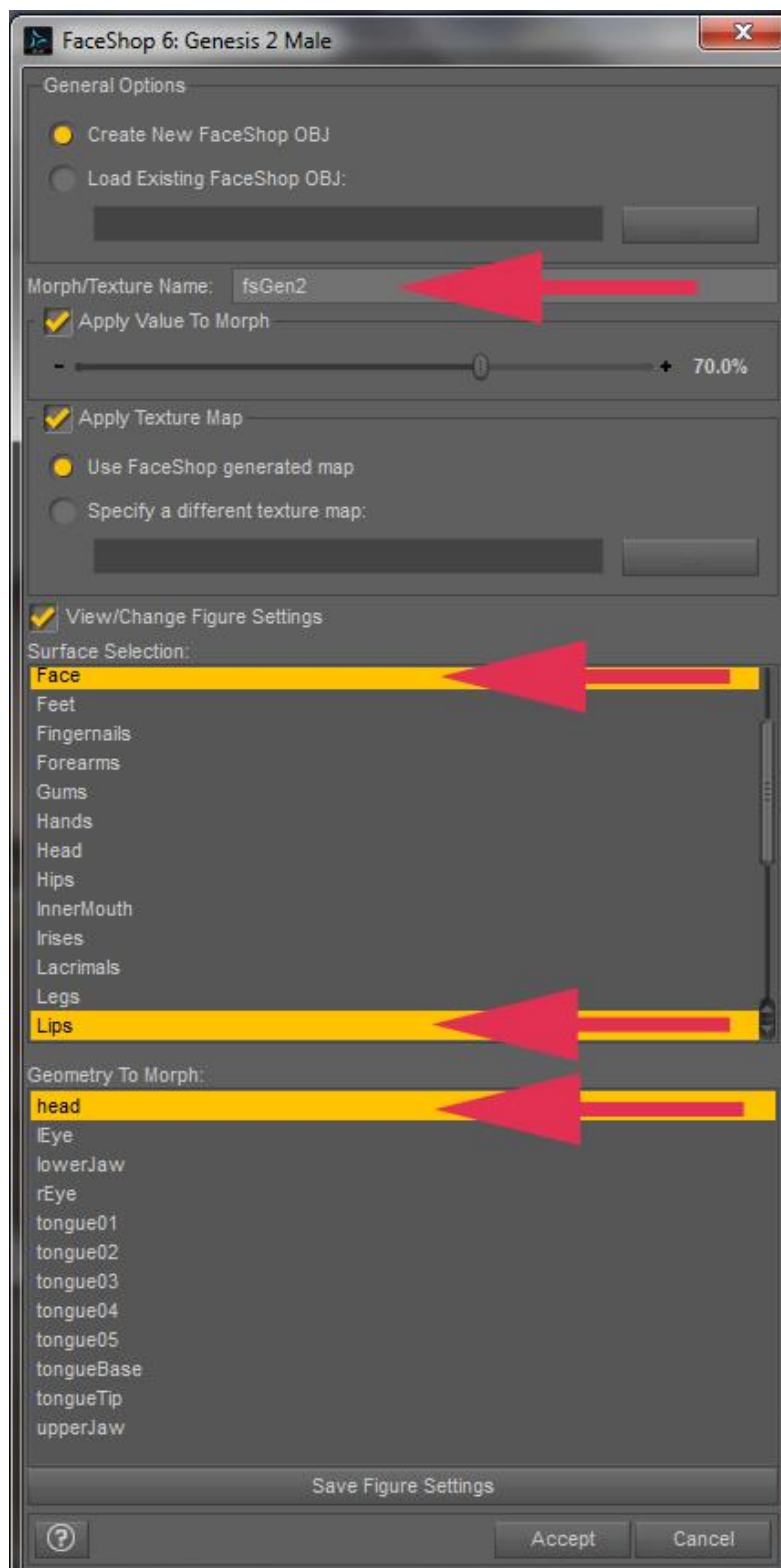 FaceShop 6: Genesis 2 Male
General Options
Create New FaceShop OBJ
Load Existing FaceShop OBJ:
Morph/Texture Name: fsGen2
Apply Value To Morph
- + 70.0%
Apply Texture Map
Use FaceShop generated map
Specify a different texture map:
View/Change Figure Settings
Surface Selection:
Face
Feet
Fingernails
Forearms
Gums
Hands
Head
Hips
InnerMouth
Irises
Lacrimals
Legs
Lips
Geometry To Morph:
head
lEye
lowerJaw
rEye
tongue01
tongue02
tongue03
tongue04
tongue05
tongueBase
tongueTip
upperJaw
Save Figure Settings
? Accept Cancel